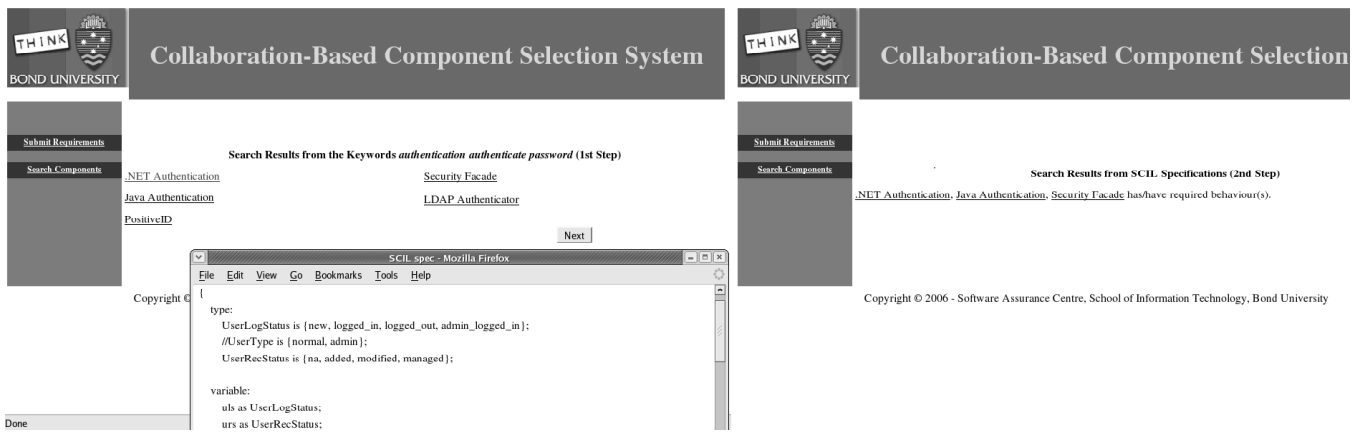 THINK
BOND UNIVERSITY
Collaboration-Based Component Selection System
Submit Requirements
Search Components
Search Results from the Keywords authentication authenticate password (1st Step)
.NET Authentication
Security Facade
Java Authentication
LDAP Authenticator
PositiveID
Next
SCIL spec - Mozilla Firefox
File Edit View Go Bookmarks Tools Help
{
type:
UserLogStatus is {new, logged_in, logged_out, admin_logged_in};
//UserType is {normal, admin};
UserRecStatus is {na, added, modified, managed};
variable:
uls as UserLogStatus;
urs as UserRecStatus;
Copyright ©
Done
THINK
BOND UNIVERSITY
Collaboration-Based Component Selection
Submit Requirements
Search Components
Search Results from SCIL Specifications (2nd Step)
.NET Authentication, Java Authentication, Security Facade has/have required behaviour(s).
Copyright © 2006 - Software Assurance Centre, School of Information Technology, Bond University